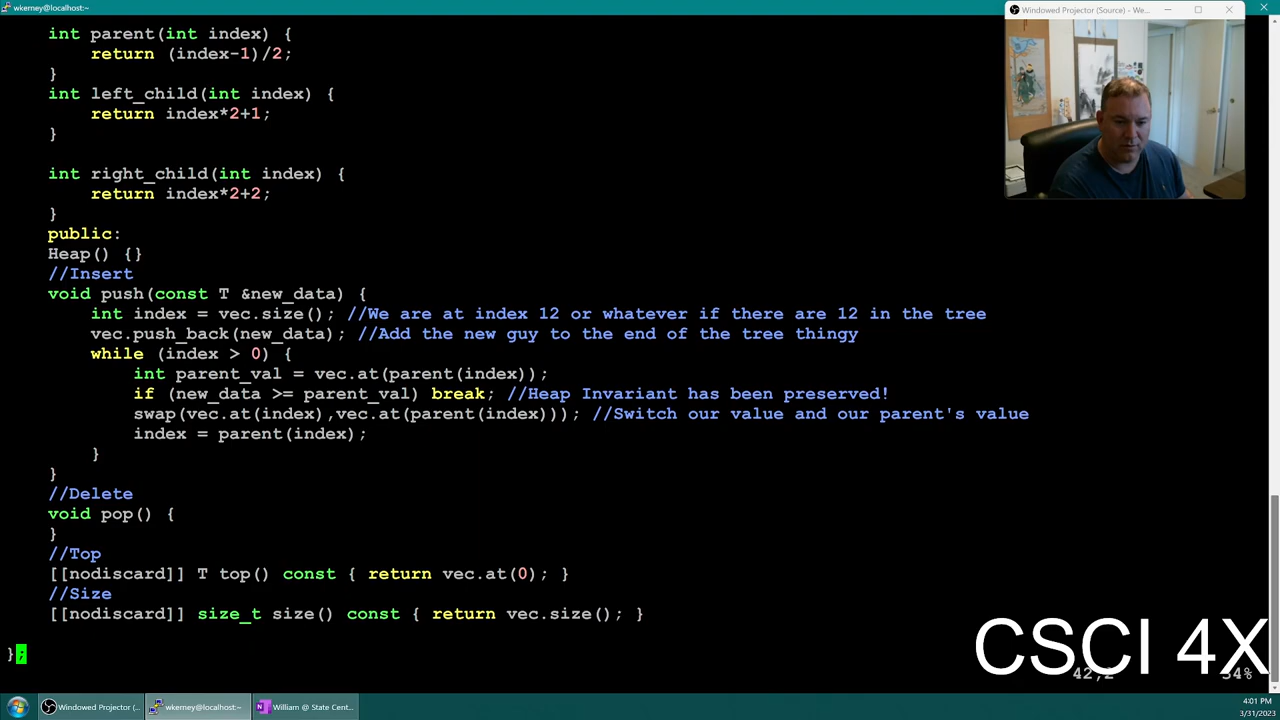 wkerney@localhost:~
Windowed Projector (Source) - We...
int parent(int index) {
return (index-1)/2;
}
int left_child(int index) {
return index*2+1;
}
int right_child(int index) {
return index*2+2;
}
public:
Heap() {}
//Insert
void push(const T &new_data) {
int index = vec.size(); //We are at index 12 or whatever if there are 12 in the tree
vec.push_back(new_data); //Add the new guy to the end of the tree thingy
while (index > 0) {
int parent_val = vec.at(parent(index));
if (new_data >= parent_val) break; //Heap Invariant has been preserved!
swap(vec.at(index),vec.at(parent(index))); //Switch our value and our parent's value
index = parent(index);
}
}
//Delete
void pop() {
}
//Top
[[nodiscard]] T top() const { return vec.at(0); }
//Size
[[nodiscard]] size_t size() const { return vec.size(); }
};
CSCI 4X
Windowed Projector (...
wkerney@localhost:~
William @ State Cent...
4:01 PM
3/31/2023